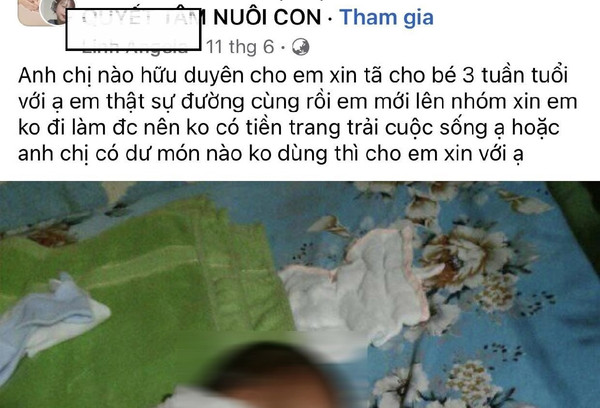 QUYẾT TÂM NUÔI CON · Tham gia
11 thg 6 ·
Anh chị nào hữu duyên cho em xin tã cho bé 3 tuần tuổi
với ạ em thật sự đường cùng rồi em mới lên nhóm xin em
ko đi làm đc nên ko có tiền trang trải cuộc sống ạ hoặc
anh chị có dư món nào ko dùng thì cho em xin với ạ